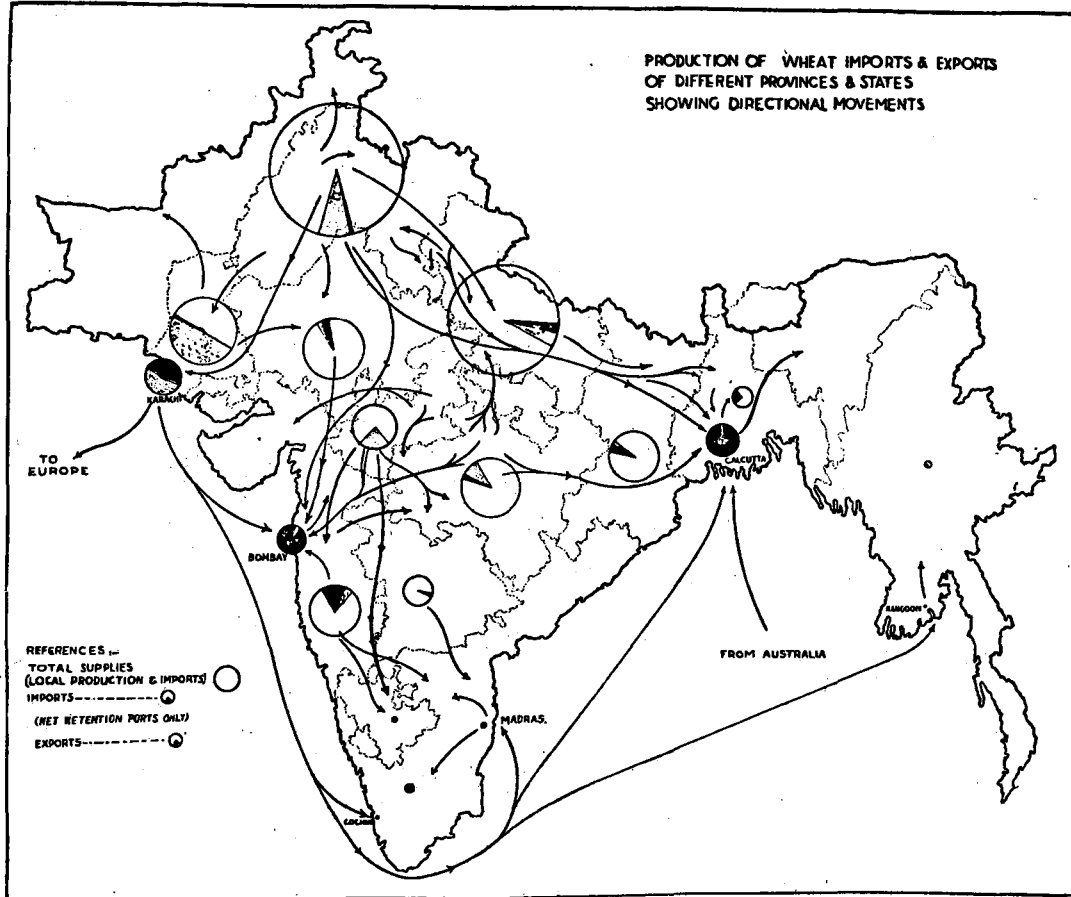 PRODUCTION OF WHEAT IMPORTS & EXPORTS
OF DIFFERENT PROVINCES & STATES
SHOWING DIRECTIONAL MOVEMENTS
KARACHI
TO
EUROPE
CALCUTTA
BOMBAY
RANGOON
FROM AUSTRALIA
REFERENCES :—
TOTAL SUPPLIES
(LOCAL PRODUCTION & IMPORTS)
IMPORTS
(NET RETENTION PORTS ONLY)
EXPORTS
MADRAS.
COCHIN